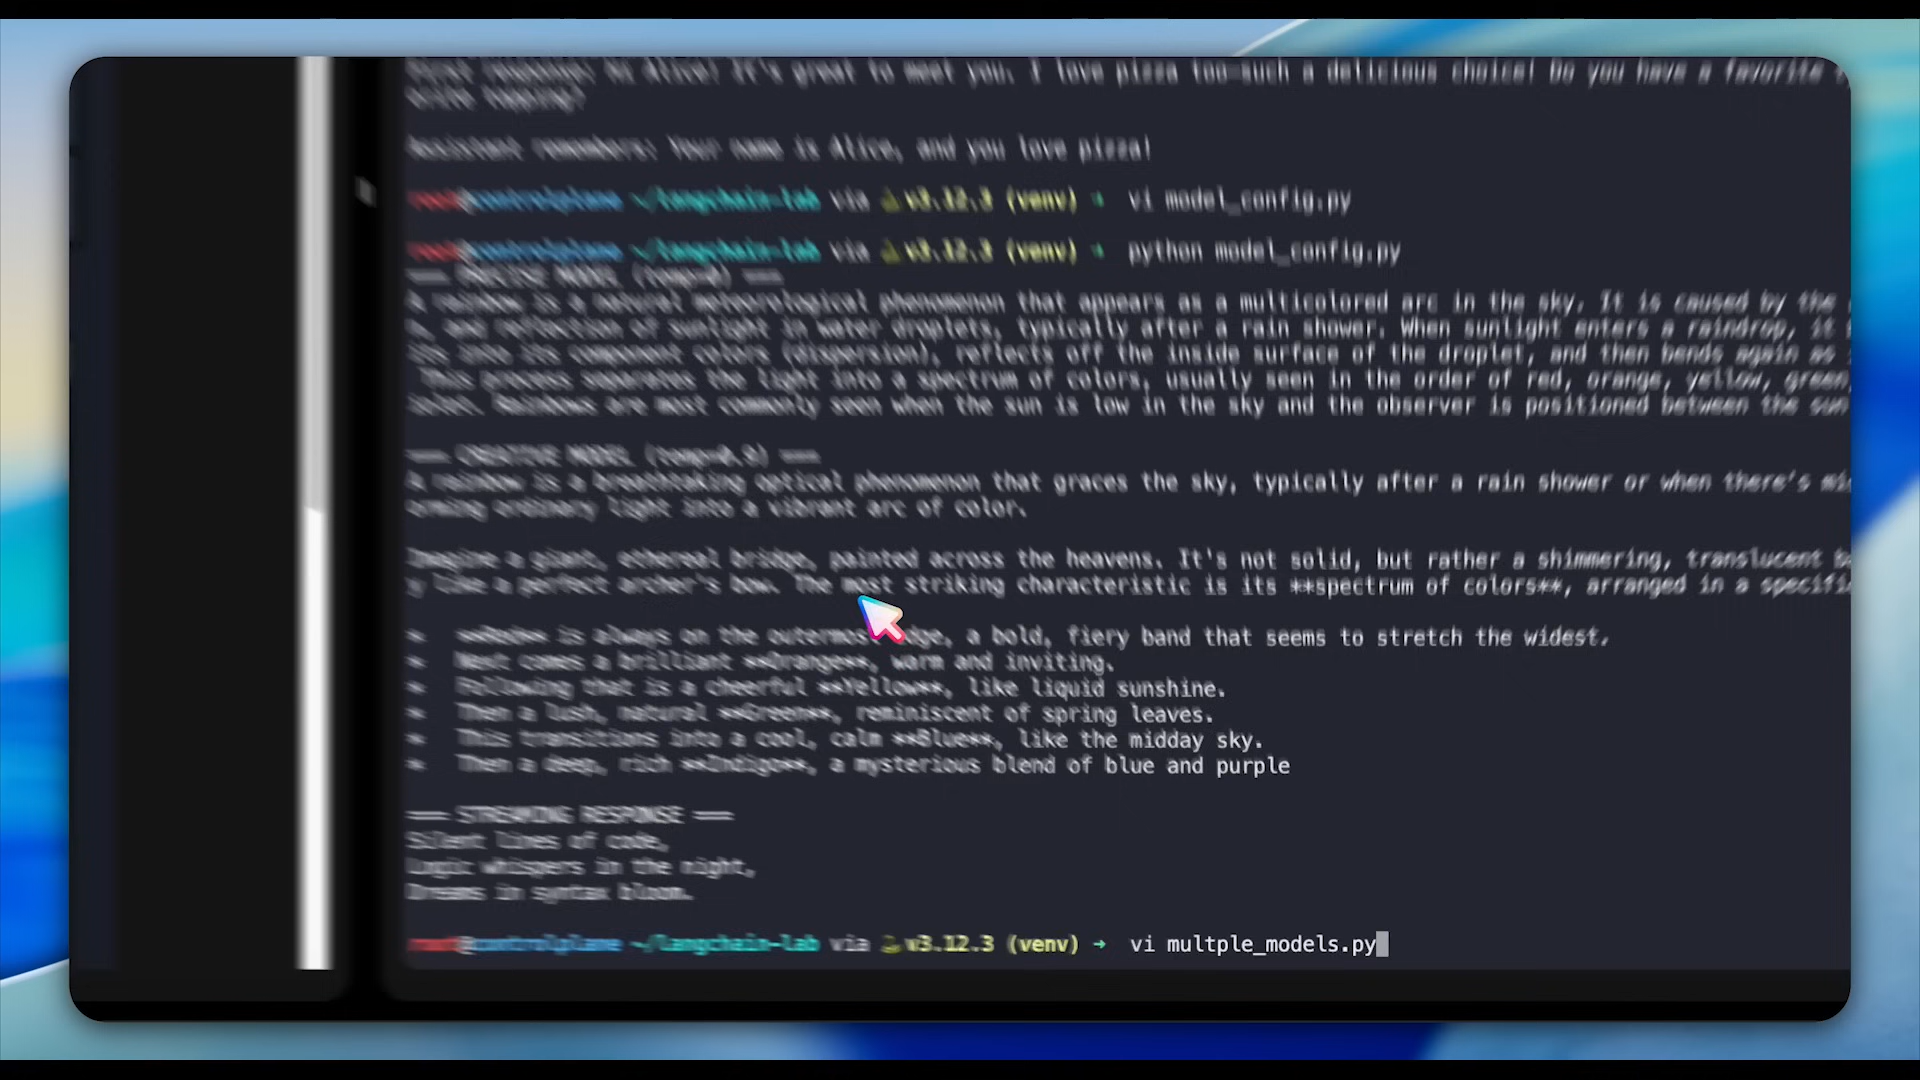 First response: Hi Alice! It's great to meet you. I love pizza too—such a delicious choice! Do you have a favorite
orite topping?
Assistant remembers: Your name is Alice, and you love pizza!
root@controlplane ~/langchain-lab via v3.12.3 (venv) → vi model_config.py
root@controlplane ~/langchain-lab via v3.12.3 (venv) → python model_config.py
=== PRECISE MODEL (temp=0) ===
A rainbow is a natural meteorological phenomenon that appears as a multicolored arc in the sky. It is caused by the
n, and reflection of sunlight in water droplets, typically after a rain shower. When sunlight enters a raindrop, it
its into its component colors (dispersion), reflects off the inside surface of the droplet, and then bends again as
This process separates the light into a spectrum of colors, usually seen in the order of red, orange, yellow, green,
iolet. Rainbows are most commonly seen when the sun is low in the sky and the observer is positioned between the sun
=== CREATIVE MODEL (temp=0.9) ===
A rainbow is a breathtaking optical phenomenon that graces the sky, typically after a rain shower or when there's mi
orming ordinary light into a vibrant arc of color.
Imagine a giant, ethereal bridge, painted across the heavens. It's not solid, but rather a shimmering, translucent b
y like a perfect archer's bow. The most striking characteristic is its **spectrum of colors**, arranged in a specifi
* **Red** is always on the outermost edge, a bold, fiery band that seems to stretch the widest.
* Next comes a brilliant **Orange**, warm and inviting.
* Following that is a cheerful **Yellow**, like liquid sunshine.
* Then a lush, natural **Green**, reminiscent of spring leaves.
* This transitions into a cool, calm **Blue**, like the midday sky.
* Then a deep, rich **Indigo**, a mysterious blend of blue and purple
=== STREAMING RESPONSE ===
Silent lines of code,
Logic whispers in the night,
Dreams in syntax bloom.
root@controlplane ~/langchain-lab via v3.12.3 (venv) → vi multple_models.py